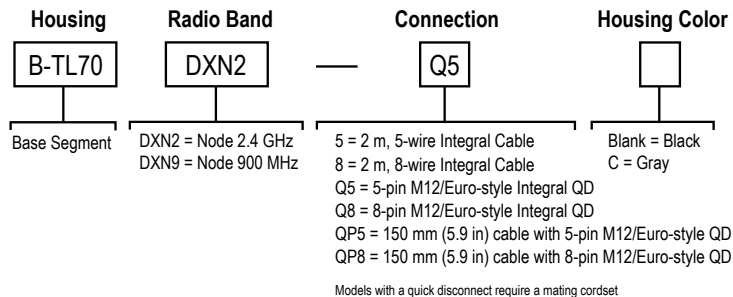 Housing Radio Band Connection Housing Color
B-TL70 DXN2 — Q5
Base Segment
DXN2 = Node 2.4 GHz
DXN9 = Node 900 MHz
5 = 2 m, 5-wire Integral Cable
8 = 2 m, 8-wire Integral Cable
Q5 = 5-pin M12/Euro-style Integral QD
Q8 = 8-pin M12/Euro-style Integral QD
QP5 = 150 mm (5.9 in) cable with 5-pin M12/Euro-style QD
QP8 = 150 mm (5.9 in) cable with 8-pin M12/Euro-style QD
Models with a quick disconnect require a mating cordset
Blank = Black
C = Gray